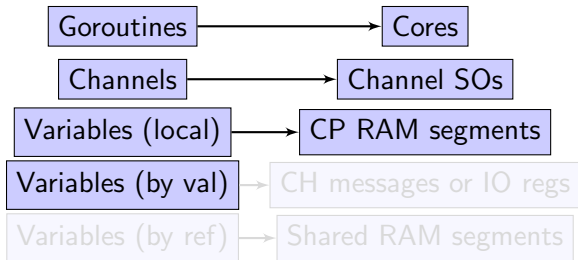 Goroutines Cores
Channels Channel SOs
Variables (local) CP RAM segments
Variables (by val) CH messages or IO regs
Variables (by ref) Shared RAM segments